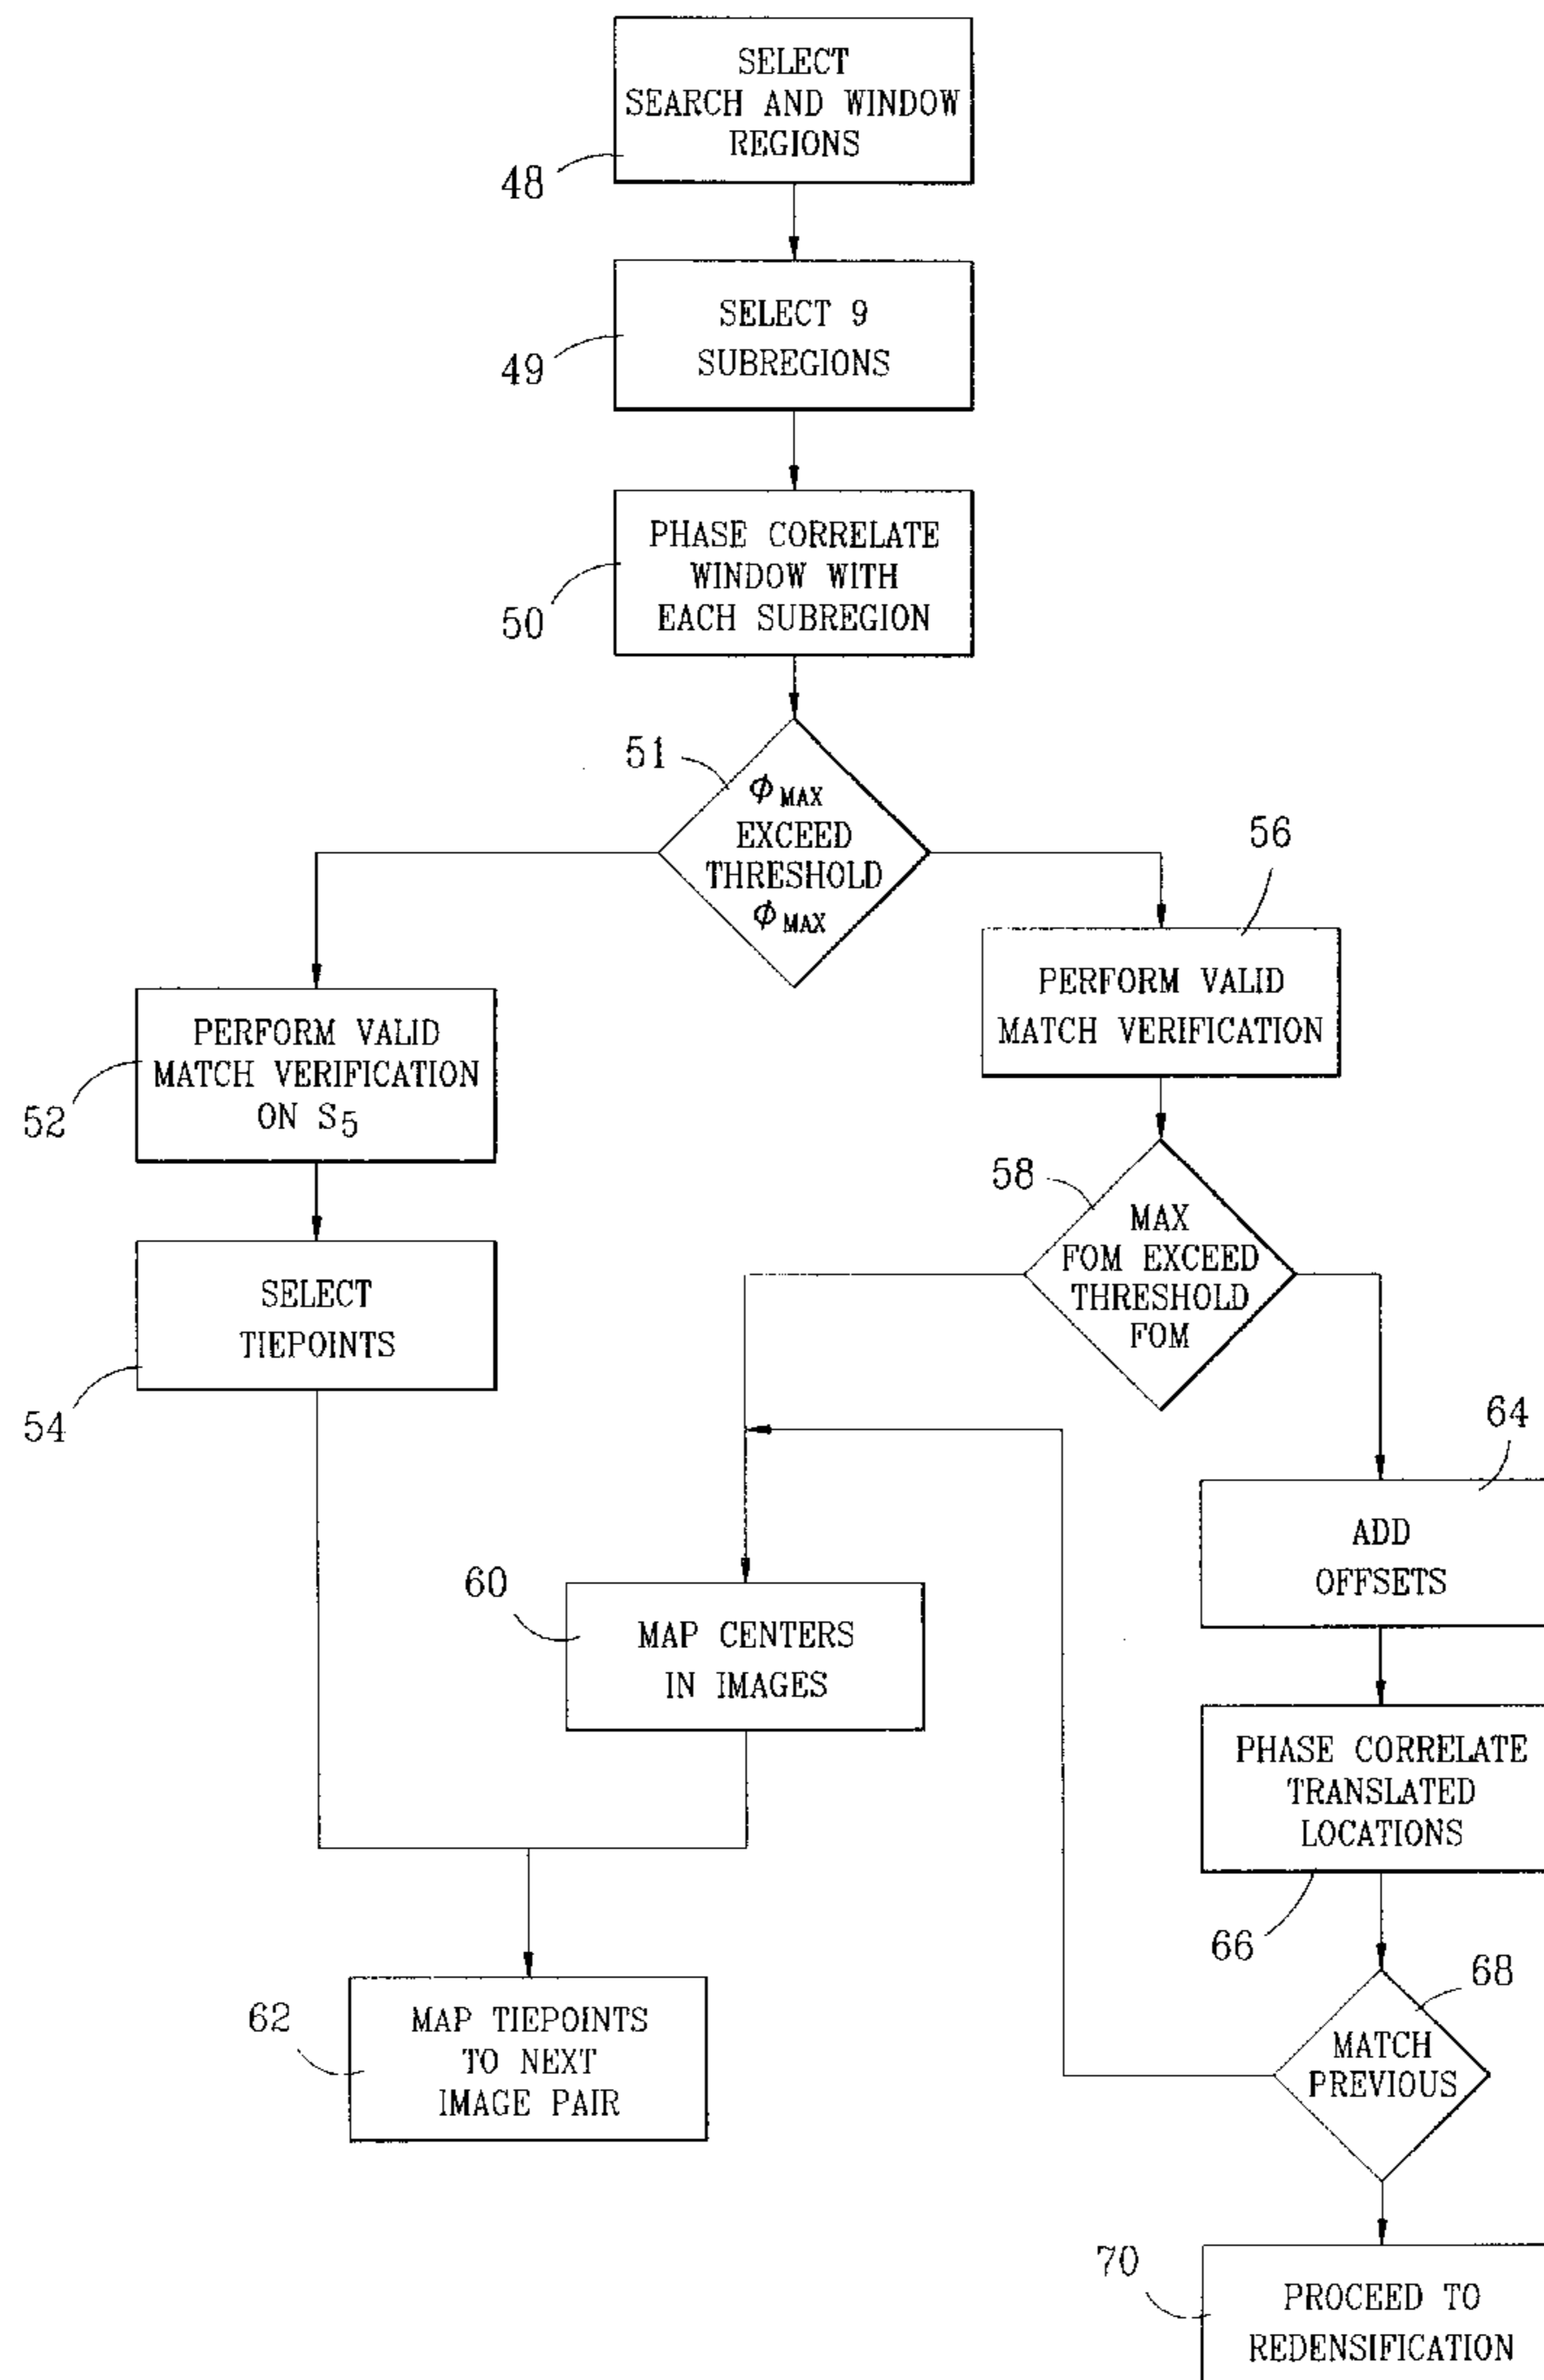 SELECT
SEARCH AND WINDOW
REGIONS
48
SELECT 9
SUBREGIONS
49
PHASE CORRELATE
WINDOW WITH
EACH SUBREGION
50
51
ΦMAX
EXCEED
THRESHOLD
ΦMAX
56
PERFORM VALID
MATCH VERIFICATION
PERFORM VALID
MATCH VERIFICATION
ON S5
52
58
MAX
FOM EXCEED
THRESHOLD
FOM
SELECT
TIEPOINTS
54
64
ADD
OFFSETS
60
MAP CENTERS
IN IMAGES
PHASE CORRELATE
TRANSLATED
LOCATIONS
66
68
MATCH
PREVIOUS
62
MAP TIEPOINTS
TO NEXT
IMAGE PAIR
70
PROCEED TO
REDENSIFICATION